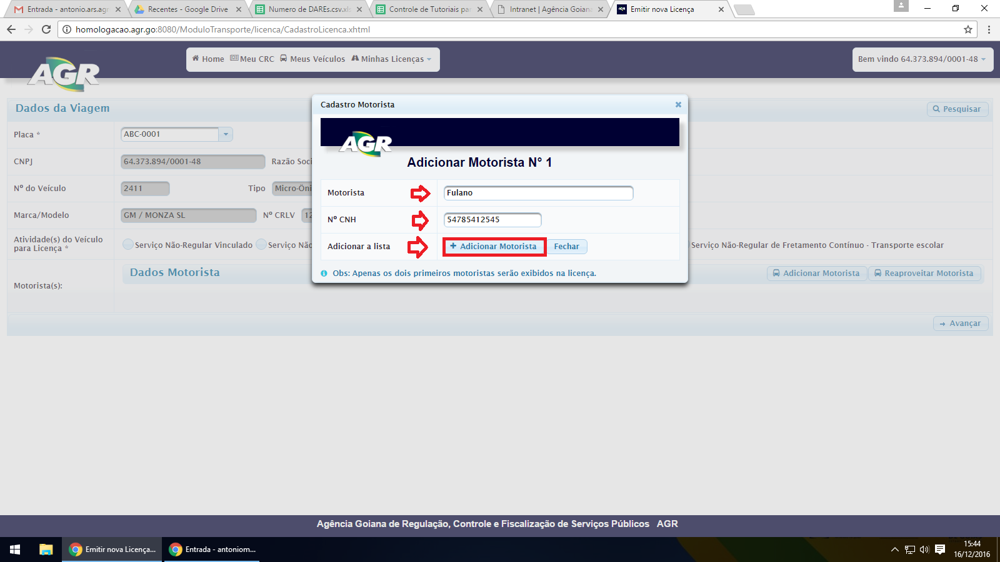 Entrada - antonio.ars.agr
Recentes - Google Drive
Numero de DAREs.csv.xls
Controle de Tutoriais par
Intranet | Agência Goiana
Emitir nova Licença
homologacao.agr.go:8080/ModuloTransporte/licenca/CadastroLicenca.xhtml
AGR
Home Meu CRC Meus Veículos Minhas Licenças
Bem vindo 64.373.894/0001-48
Dados da Viagem
Pesquisar
Placa * ABC-0001
CNPJ 64.373.894/0001-48 Razão Soci
Nº do Veículo 2411 Tipo Micro-Ôni
Marca/Modelo GM / MONZA SL Nº CRLV 12
Atividade(s) do Veículo
para Licença *
Serviço Não-Regular Vinculado Serviço Não
Serviço Não-Regular de Fretamento Contínuo - Transporte escolar
Motorista(s):
Dados Motorista
Adicionar Motorista Reaproveitar Motorista
Avançar
Cadastro Motorista
AGR
Adicionar Motorista N° 1
Motorista Fulano
Nº CNH 54785412545
Adicionar a lista + Adicionar Motorista Fechar
Obs: Apenas os dois primeiros motoristas serão exibidos na licença.
Agência Goiana de Regulação, Controle e Fiscalização de Serviços Públicos AGR
Emitir nova Licença...
Entrada - antoniom...
15:44
16/12/2016